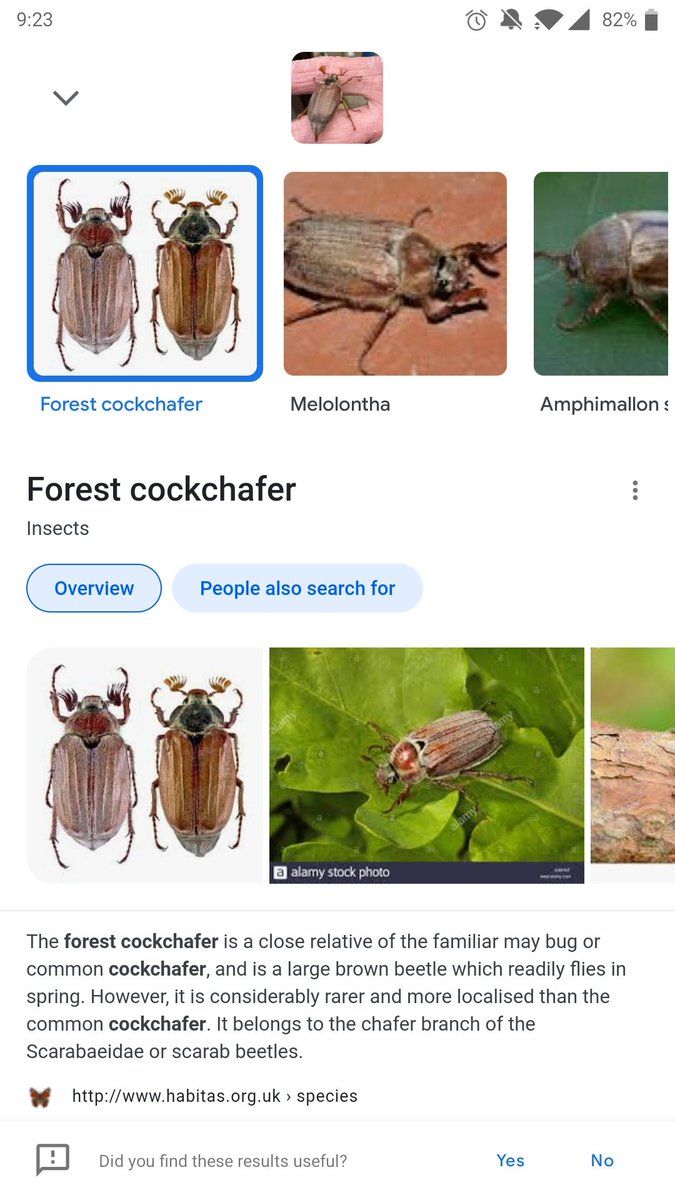 9:23
82%
Forest cockchafer
Melolontha
Amphimallon s
Forest cockchafer
Insects
Overview
People also search for
alamy
alamy
a alamy stock photo
The forest cockchafer is a close relative of the familiar may bug or
common cockchafer, and is a large brown beetle which readily flies in
spring. However, it is considerably rarer and more localised than the
common cockchafer. It belongs to the chafer branch of the
Scarabaeidae or scarab beetles.
http://www.habitas.org.uk › species
Did you find these results useful?
Yes
No